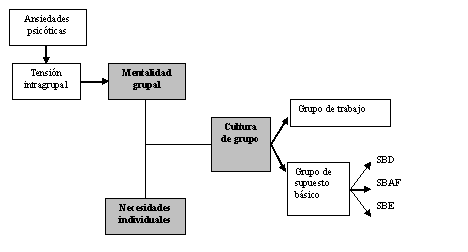 Ansiedades
psicóticas
Tensión
intragrupal
Mentalidad
grupal
Grupo de trabajo
Cultura
de grupo
Grupo de
supuesto
básico
SBD
SBAF
SBE
Necesidades
individuales